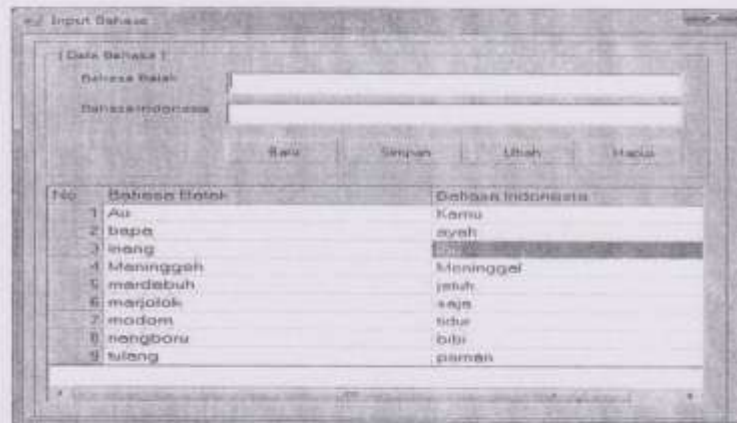 Input Bahasa
[ Data Bahasa ]
Bahasa Batak
Bahasa Indonesia
Baru Simpan Ubah Hapus
No Bahasa Batak Bahasa Indonesia
1 Au Kamu
2 bapa ayah
3 inang
4 Meninggoh Meninggal
5 mardabuh jatuh
6 marjolok saja
7 modom tidur
8 nangboru bibi
9 tulang paman